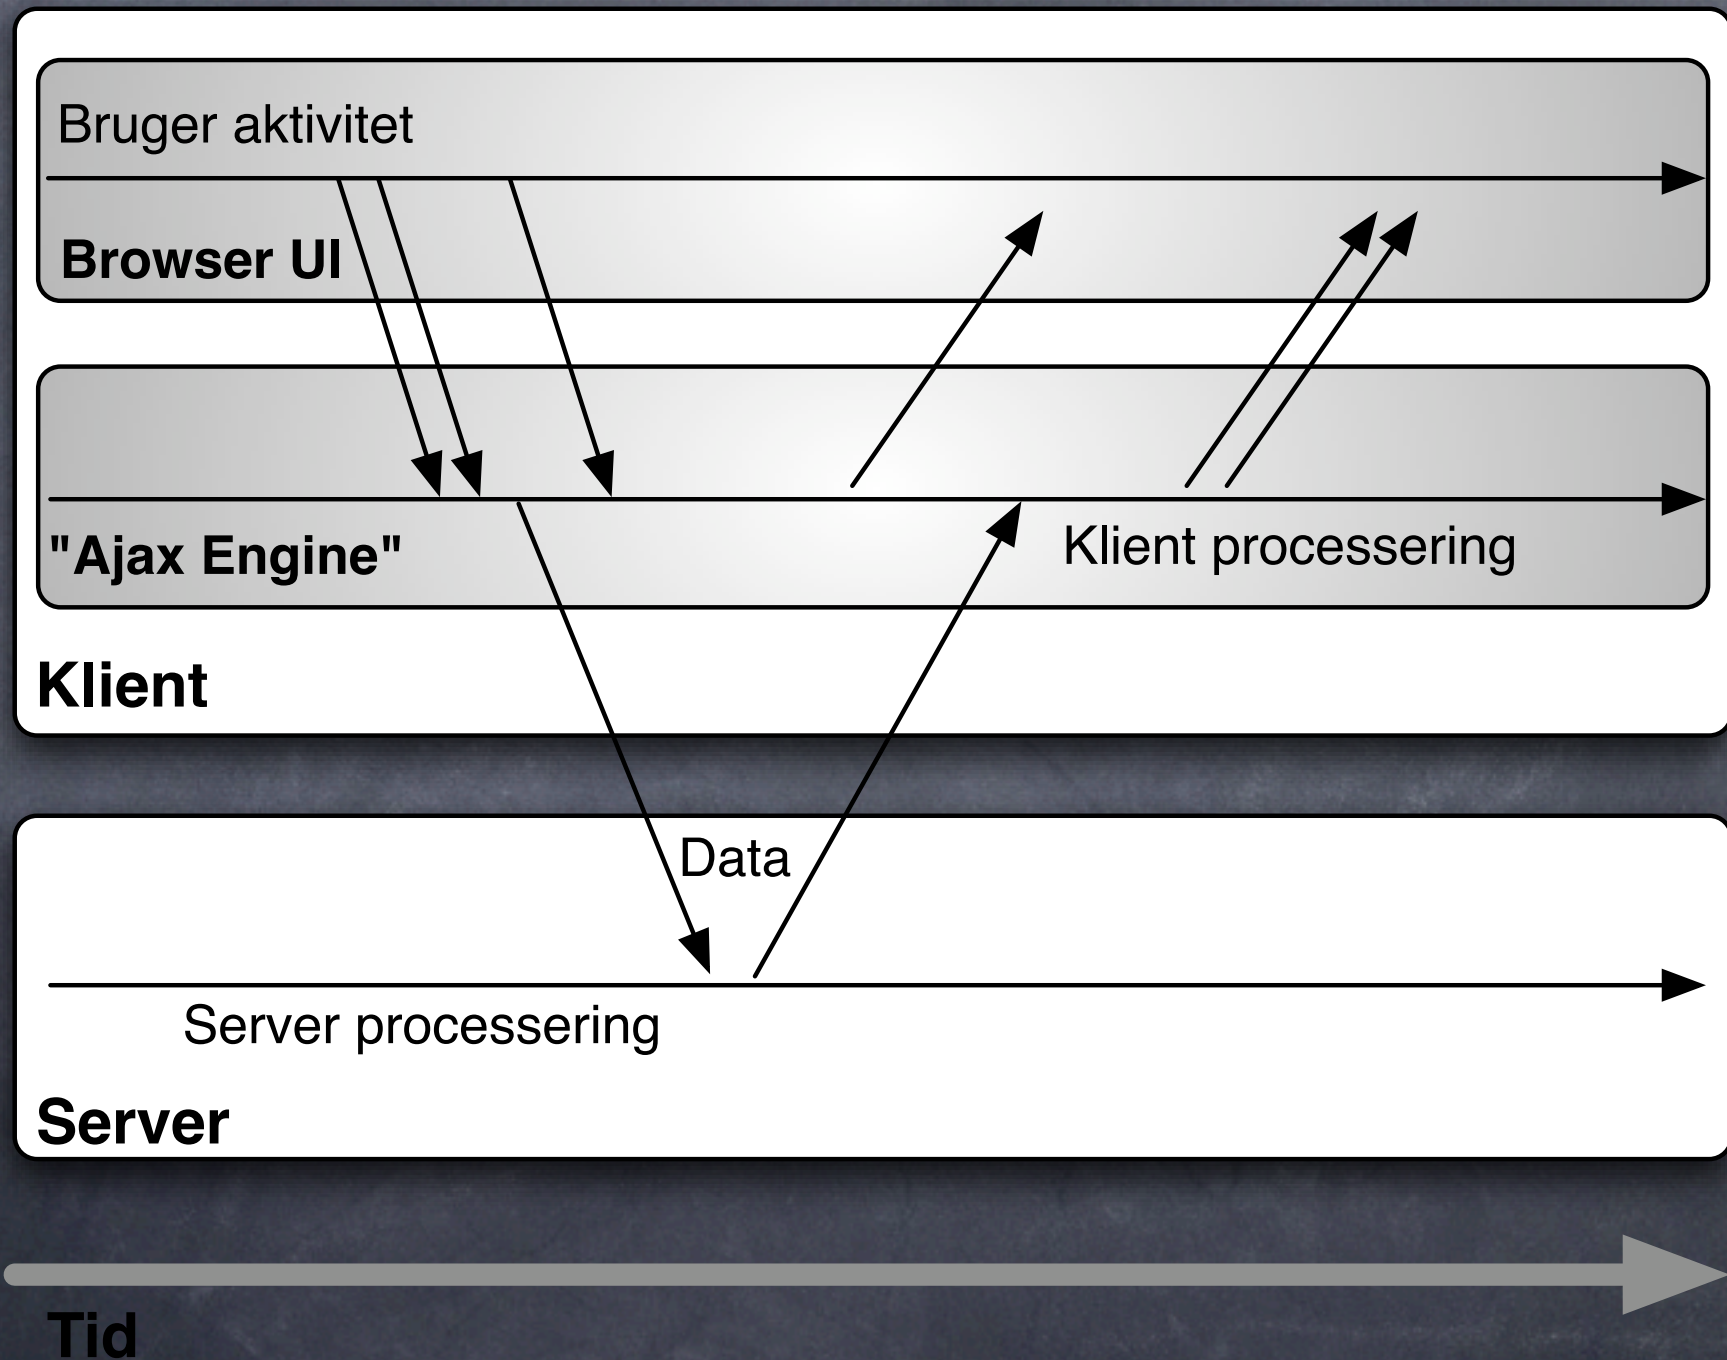 Bruger aktivitet
Browser UI
"Ajax Engine"
Klient processering
Klient
Data
Server processering
Server
Tid